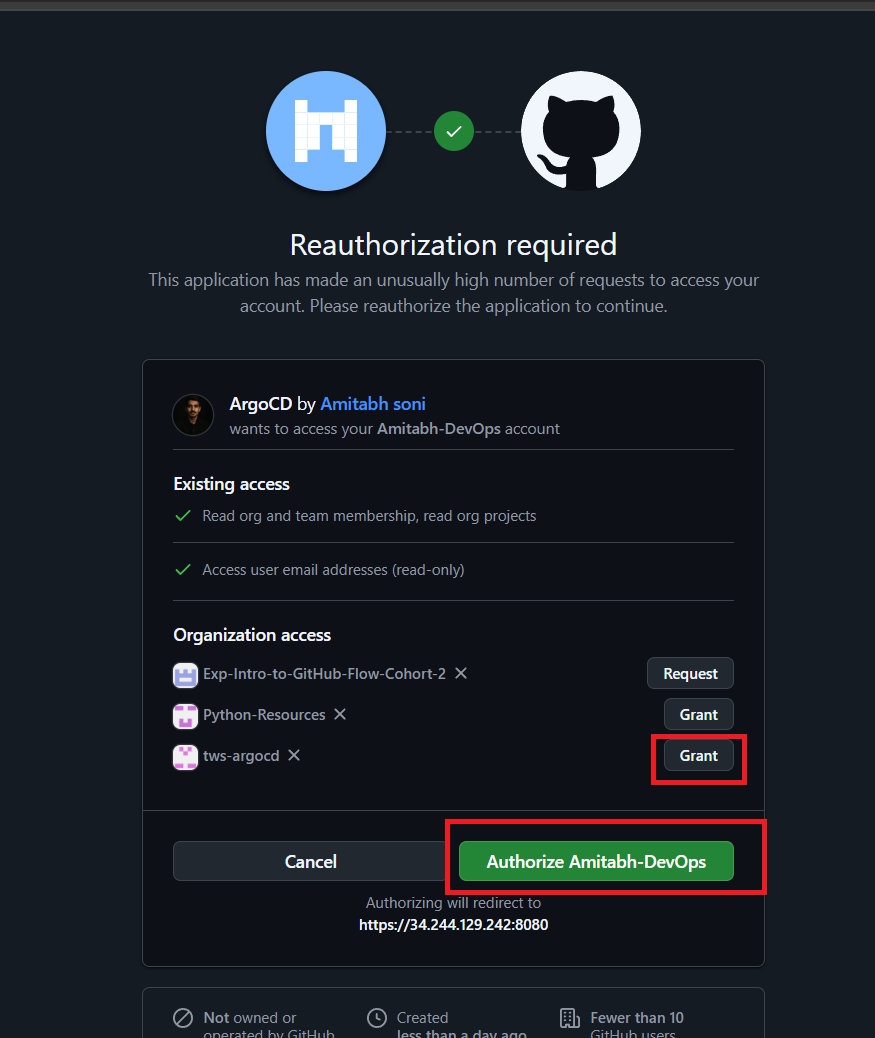 Reauthorization required
This application has made an unusually high number of requests to access your
account. Please reauthorize the application to continue.
ArgoCD by Amitabh soni
wants to access your Amitabh-DevOps account
Existing access
Read org and team membership, read org projects
Access user email addresses (read-only)
Organization access
Exp-Intro-to-GitHub-Flow-Cohort-2
Request
Python-Resources
Grant
tws-argocd
Grant
Cancel
Authorize Amitabh-DevOps
Authorizing will redirect to
https://34.244.129.242:8080
Not owned or
operated by GitHub
Created
less than a day ago
Fewer than 10
GitHub users